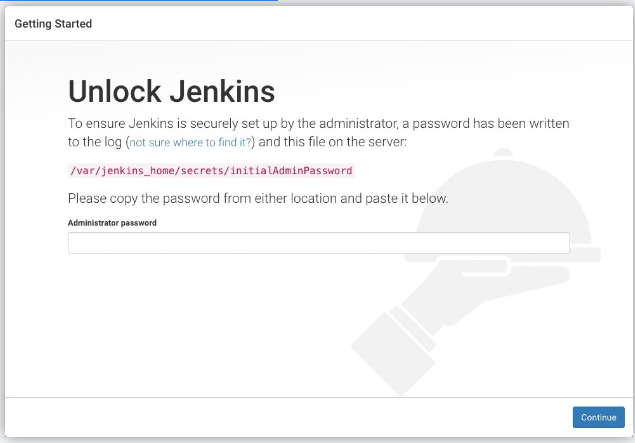 Getting Started
Unlock Jenkins
To ensure Jenkins is securely set up by the administrator, a password has been written
to the log (not sure where to find it?) and this file on the server:
/var/jenkins_home/secrets/initialAdminPassword
Please copy the password from either location and paste it below.
Administrator password
Continue